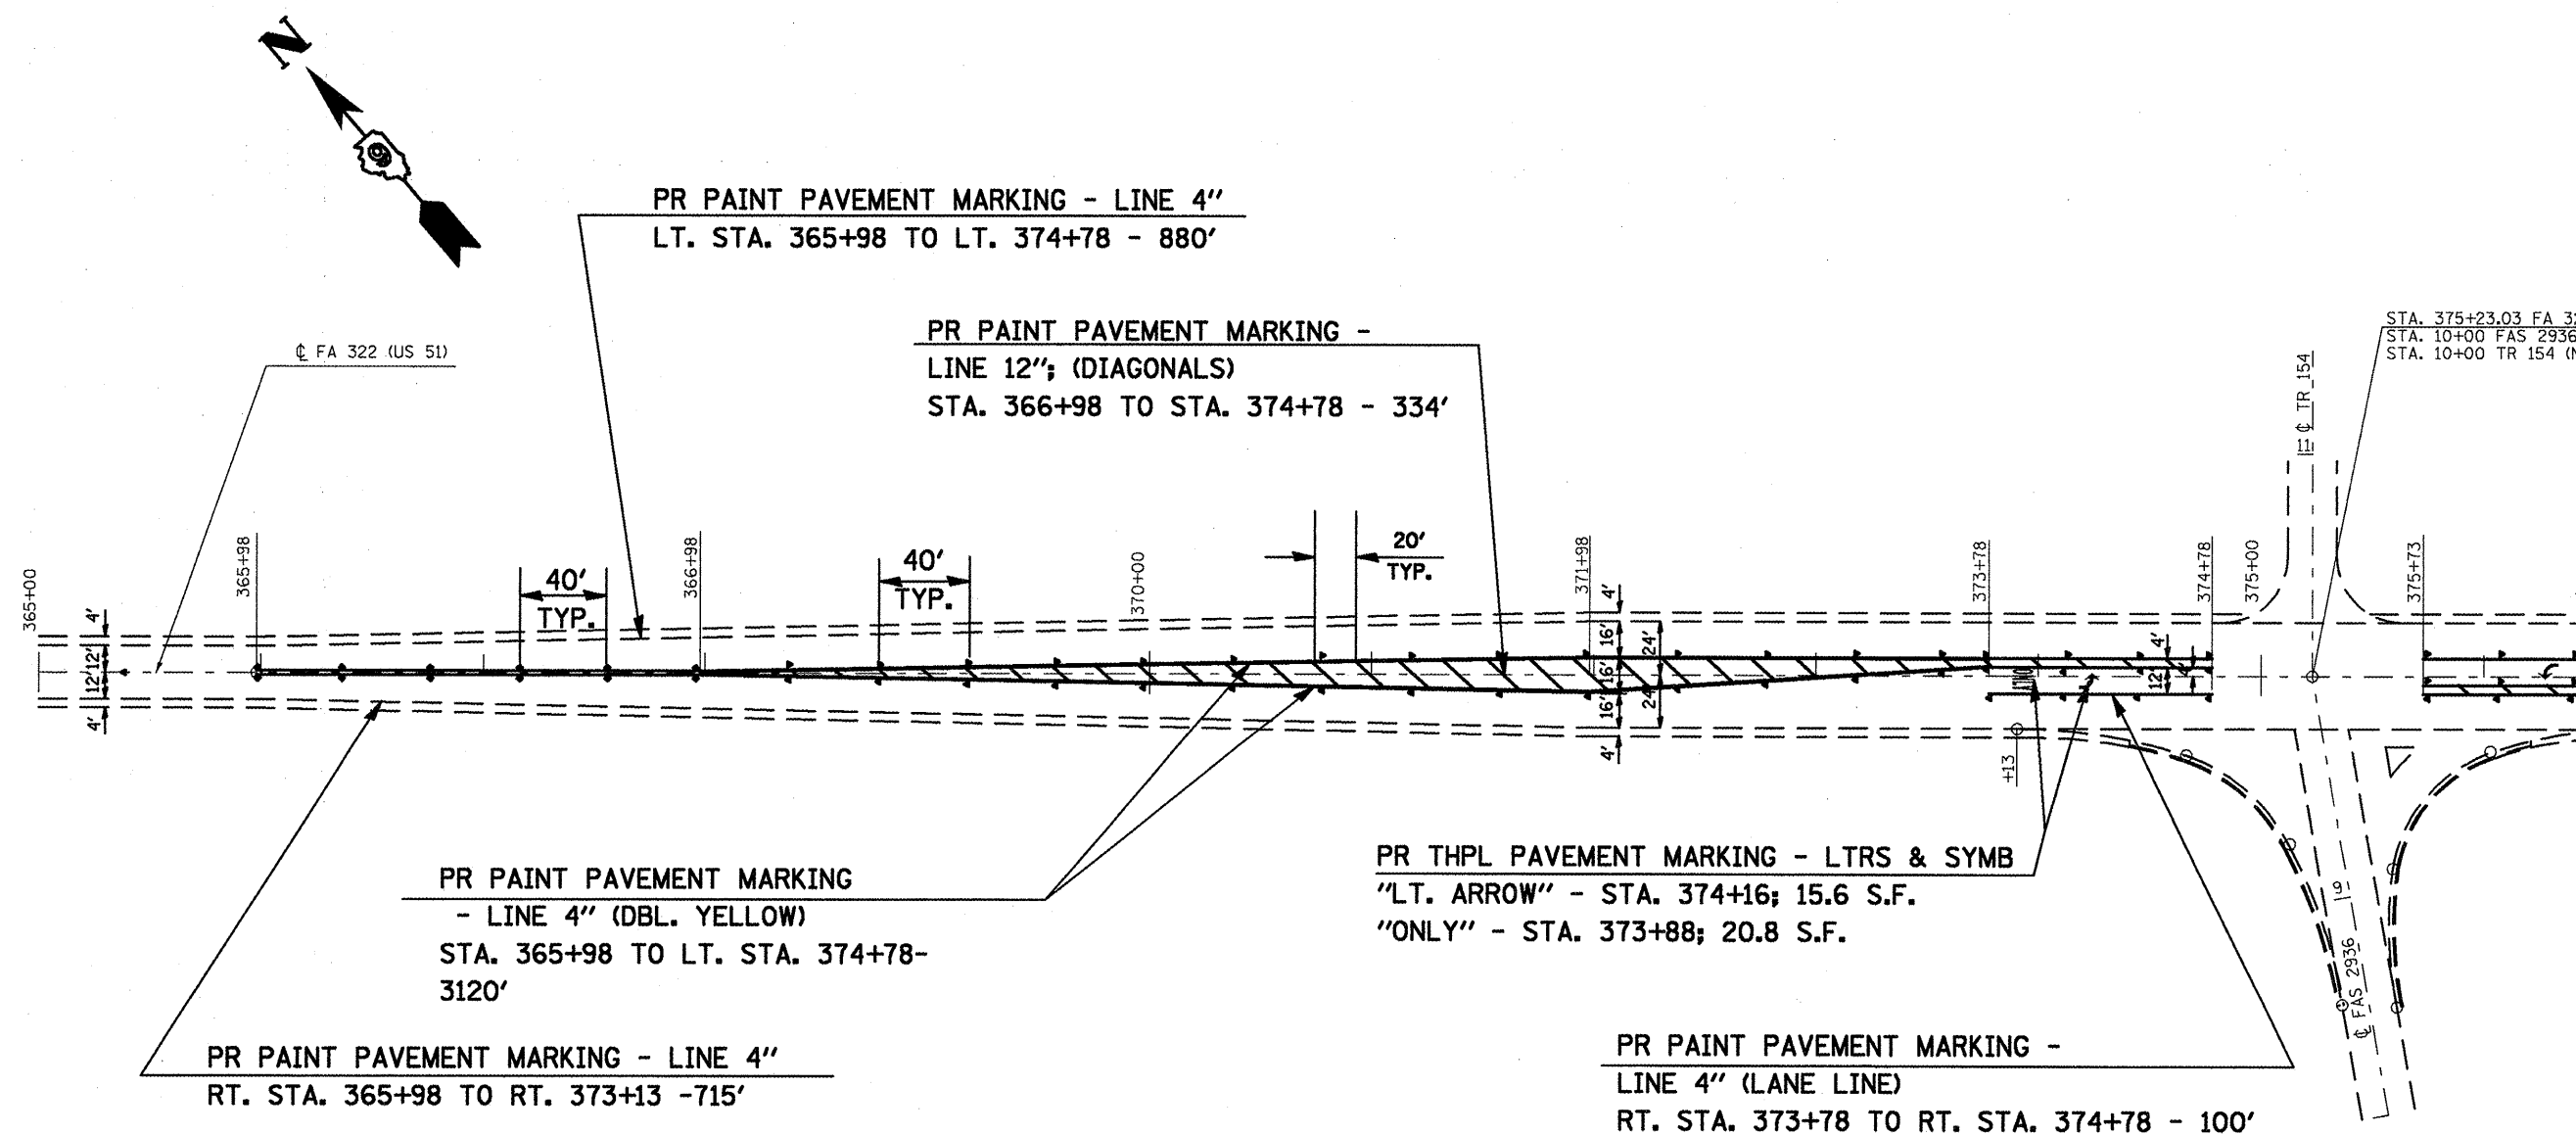 N
9
PR PAINT PAVEMENT MARKING - LINE 4"
LT. STA. 365+98 TO LT. 374+78 - 880'
PR PAINT PAVEMENT MARKING -
LINE 12"; (DIAGONALS)
STA. 366+98 TO STA. 374+78 - 334'
℄ FA 322 (US 51)
STA. 375+23.03 FA
STA. 10+00 FAS 2936
STA. 10+00 TR 154
℄ TR 154
11
365+00
365+98
366+98
370+00
371+98
373+78
374+78
375+00
375+73
40'
TYP.
40'
TYP.
20'
TYP.
4'
12'
12'
4'
4'
16'
16'
16'
4'
24'
24'
4'
12'
4'
ONLY
+13
9
℄ FAS 2936
PR PAINT PAVEMENT MARKING
- LINE 4" (DBL. YELLOW)
STA. 365+98 TO LT. STA. 374+78-
3120'
PR THPL PAVEMENT MARKING - LTRS & SYMB
"LT. ARROW" - STA. 374+16; 15.6 S.F.
"ONLY" - STA. 373+88; 20.8 S.F.
PR PAINT PAVEMENT MARKING - LINE 4"
RT. STA. 365+98 TO RT. 373+13 -715'
PR PAINT PAVEMENT MARKING -
LINE 4" (LANE LINE)
RT. STA. 373+78 TO RT. STA. 374+78 - 100'